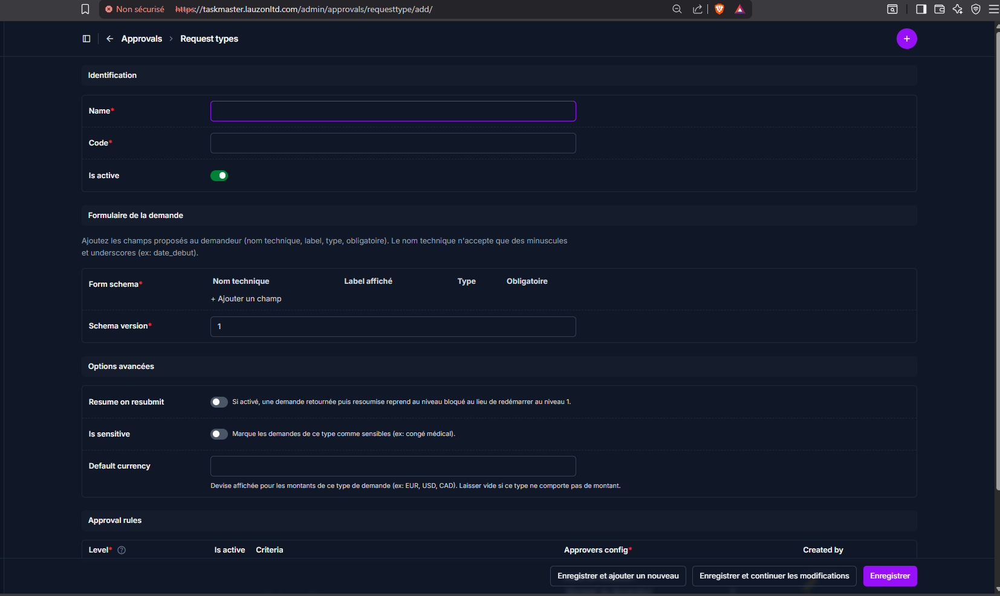 Non sécurisé https://taskmaster.lauzonltd.com/admin/approvals/requesttype/add/
Approvals > Request types
+
Identification
Name*
Code*
Is active
Formulaire de la demande
Ajoutez les champs proposés au demandeur (nom technique, label, type, obligatoire). Le nom technique n'accepte que des minuscules
et underscores (ex: date_debut).
Form schema* Nom technique Label affiché Type Obligatoire
+ Ajouter un champ
Schema version* 1
Options avancées
Resume on resubmit Si activé, une demande retournée puis resoumise reprend au niveau bloqué au lieu de redémarrer au niveau 1.
Is sensitive Marque les demandes de ce type comme sensibles (ex: congé médical).
Default currency
Devise affichée pour les montants de ce type de demande (ex: EUR, USD, CAD). Laisser vide si ce type ne comporte pas de montant.
Approval rules
Level* ? Is active Criteria Approvers config* Created by
Enregistrer et ajouter un nouveau Enregistrer et continuer les modifications Enregistrer